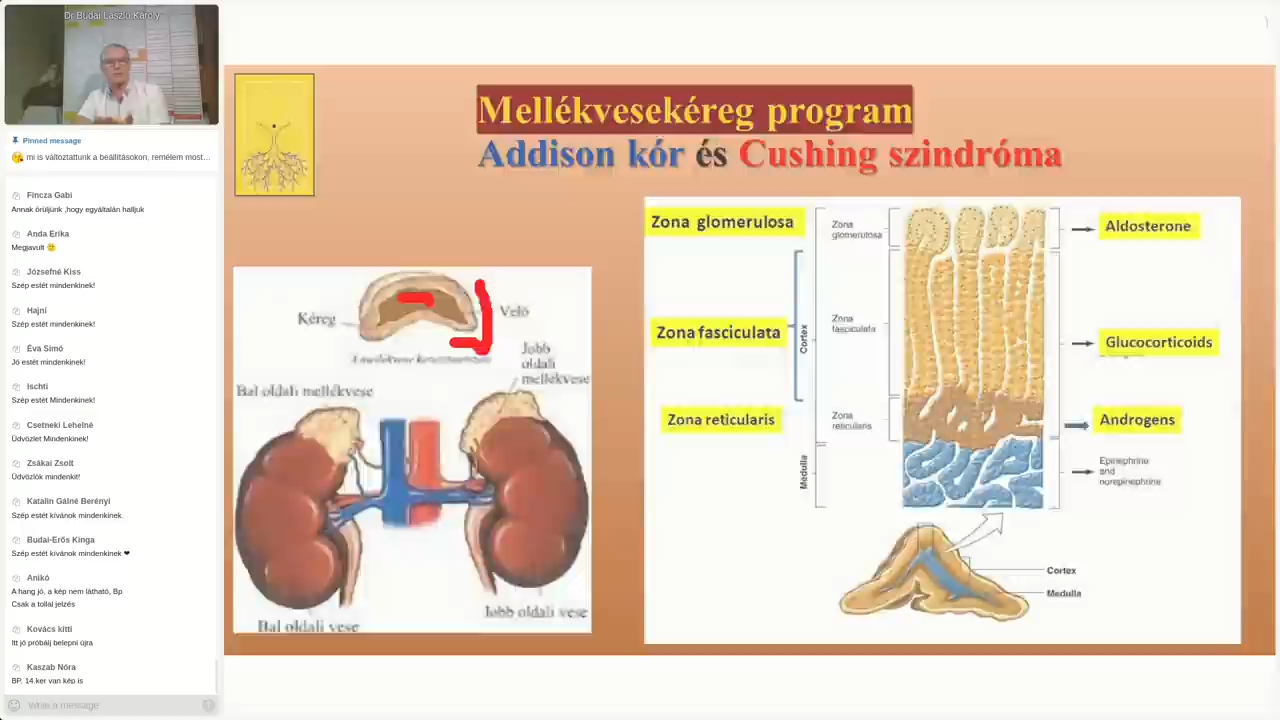 Dr Budai László Károly
Pinned message
mi is változtattunk a beállításokon, remélem most...
Fincza Gabi
Annak örüljünk ,hogy egyáltalán halljuk
Anda Erika
Megjavult
Józsefné Kiss
Szép estét mindenkinek!
Hajni
Szép estét mindenkinek!
Éva Simó
Jó estét mindenkinek!
ischti
Szép estét Mindenkinek!
Csetneki Lehelné
Üdvözlet Mindenkinek!
Zsákai Zsolt
Üdvözlök mindenkit!
Katalin Gálné Berényi
Szép estét kívánok mindenkinek.
Budai-Erős Kinga
Szép estét kívánok mindenkinek ❤
Anikó
A hang jó, a kép nem látható, Bp
Csak a tollal jelzés
Kovács kitti
Itt jó próbálj belepni újra
Kaszab Nóra
BP. 14.ker van kép is
Write a message
Mellékvesekéreg program
Addison kór és Cushing szindróma
Kéreg
Velő
A mellékvese keresztmetszete
Jobb
oldali
mellékvese
Bal oldali mellékvese
Jobb oldali vese
Bal oldali vese
Zona glomerulosa
Zona fasciculata
Zona reticularis
Cortex
Medulla
Zona
glomerulosa
Zona
fasciculata
Zona
reticularis
Aldosterone
Glucocorticoids
Androgens
Epinephrine
and
norepinephrine
Cortex
Medulla